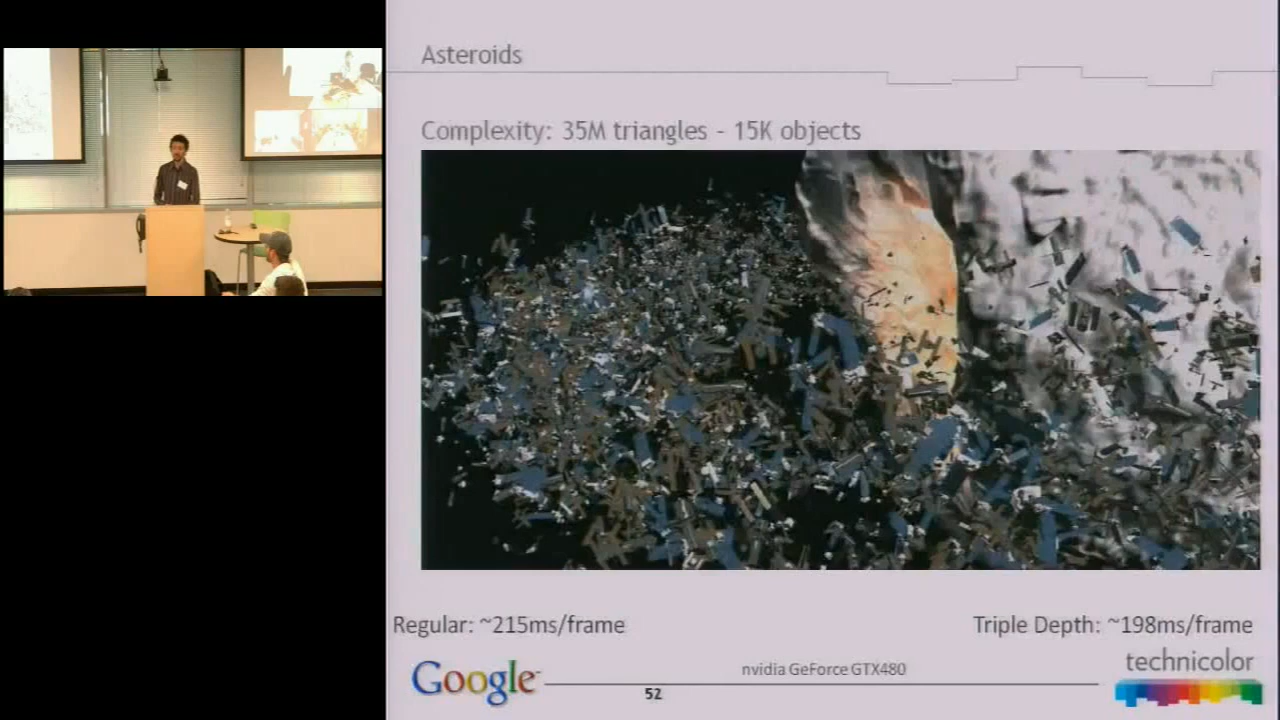 Asteroids
Complexity: 35M triangles - 15K objects
Regular: ~215ms/frame
Triple Depth: ~198ms/frame
Google
nvidia GeForce GTX480
technicolor
52